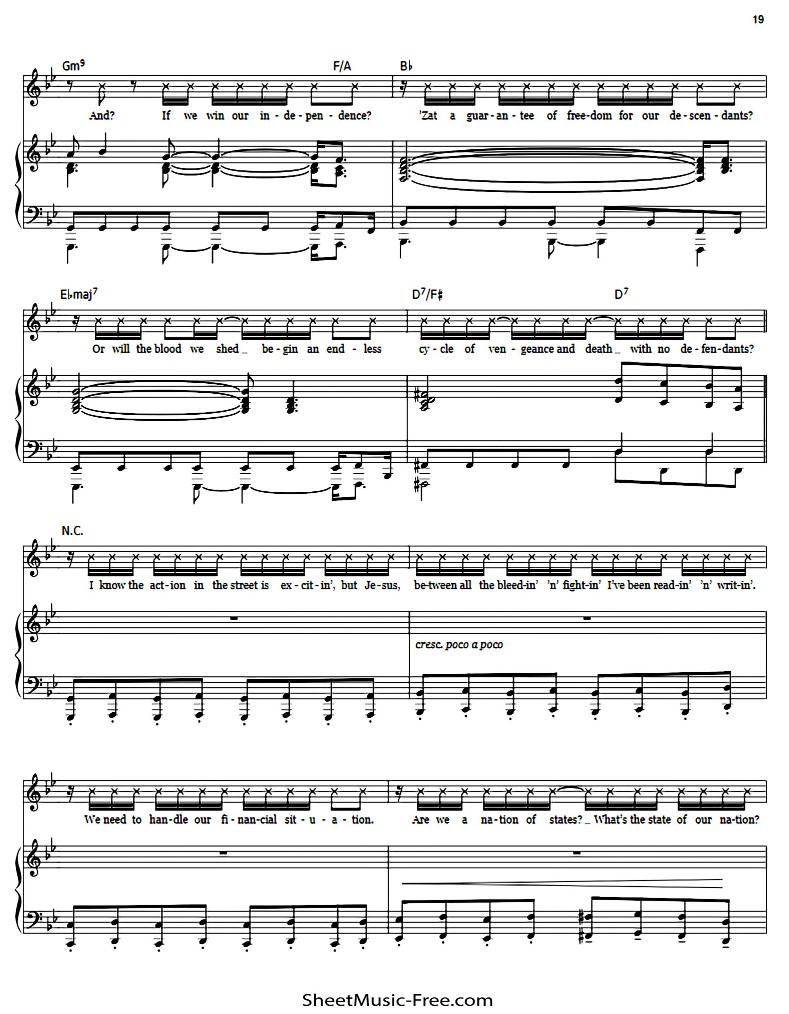 19
Gm9 F/A B♭
And? If we win our in - de - pen - dence? 'Zat a guar - an - tee of free - dom for our de - scen - dants?
E♭maj7 D7/F# D7
Or will the blood we shed _ be - gin an end - less cy - cle of ven - geance and death _ with no de - fen - dants?
N.C.
I know the act - ion in the street is ex - cit - in', but Je - sus, be - tween all the bleed - in' 'n' fight - in' I've been read - in' 'n' writ - in'.
cresc. poco a poco
We need to han - dle our fi - nan - cial sit - u - a - tion. Are we a na - tion of states? _ What's the state of our na - tion?
SheetMusic-Free.com